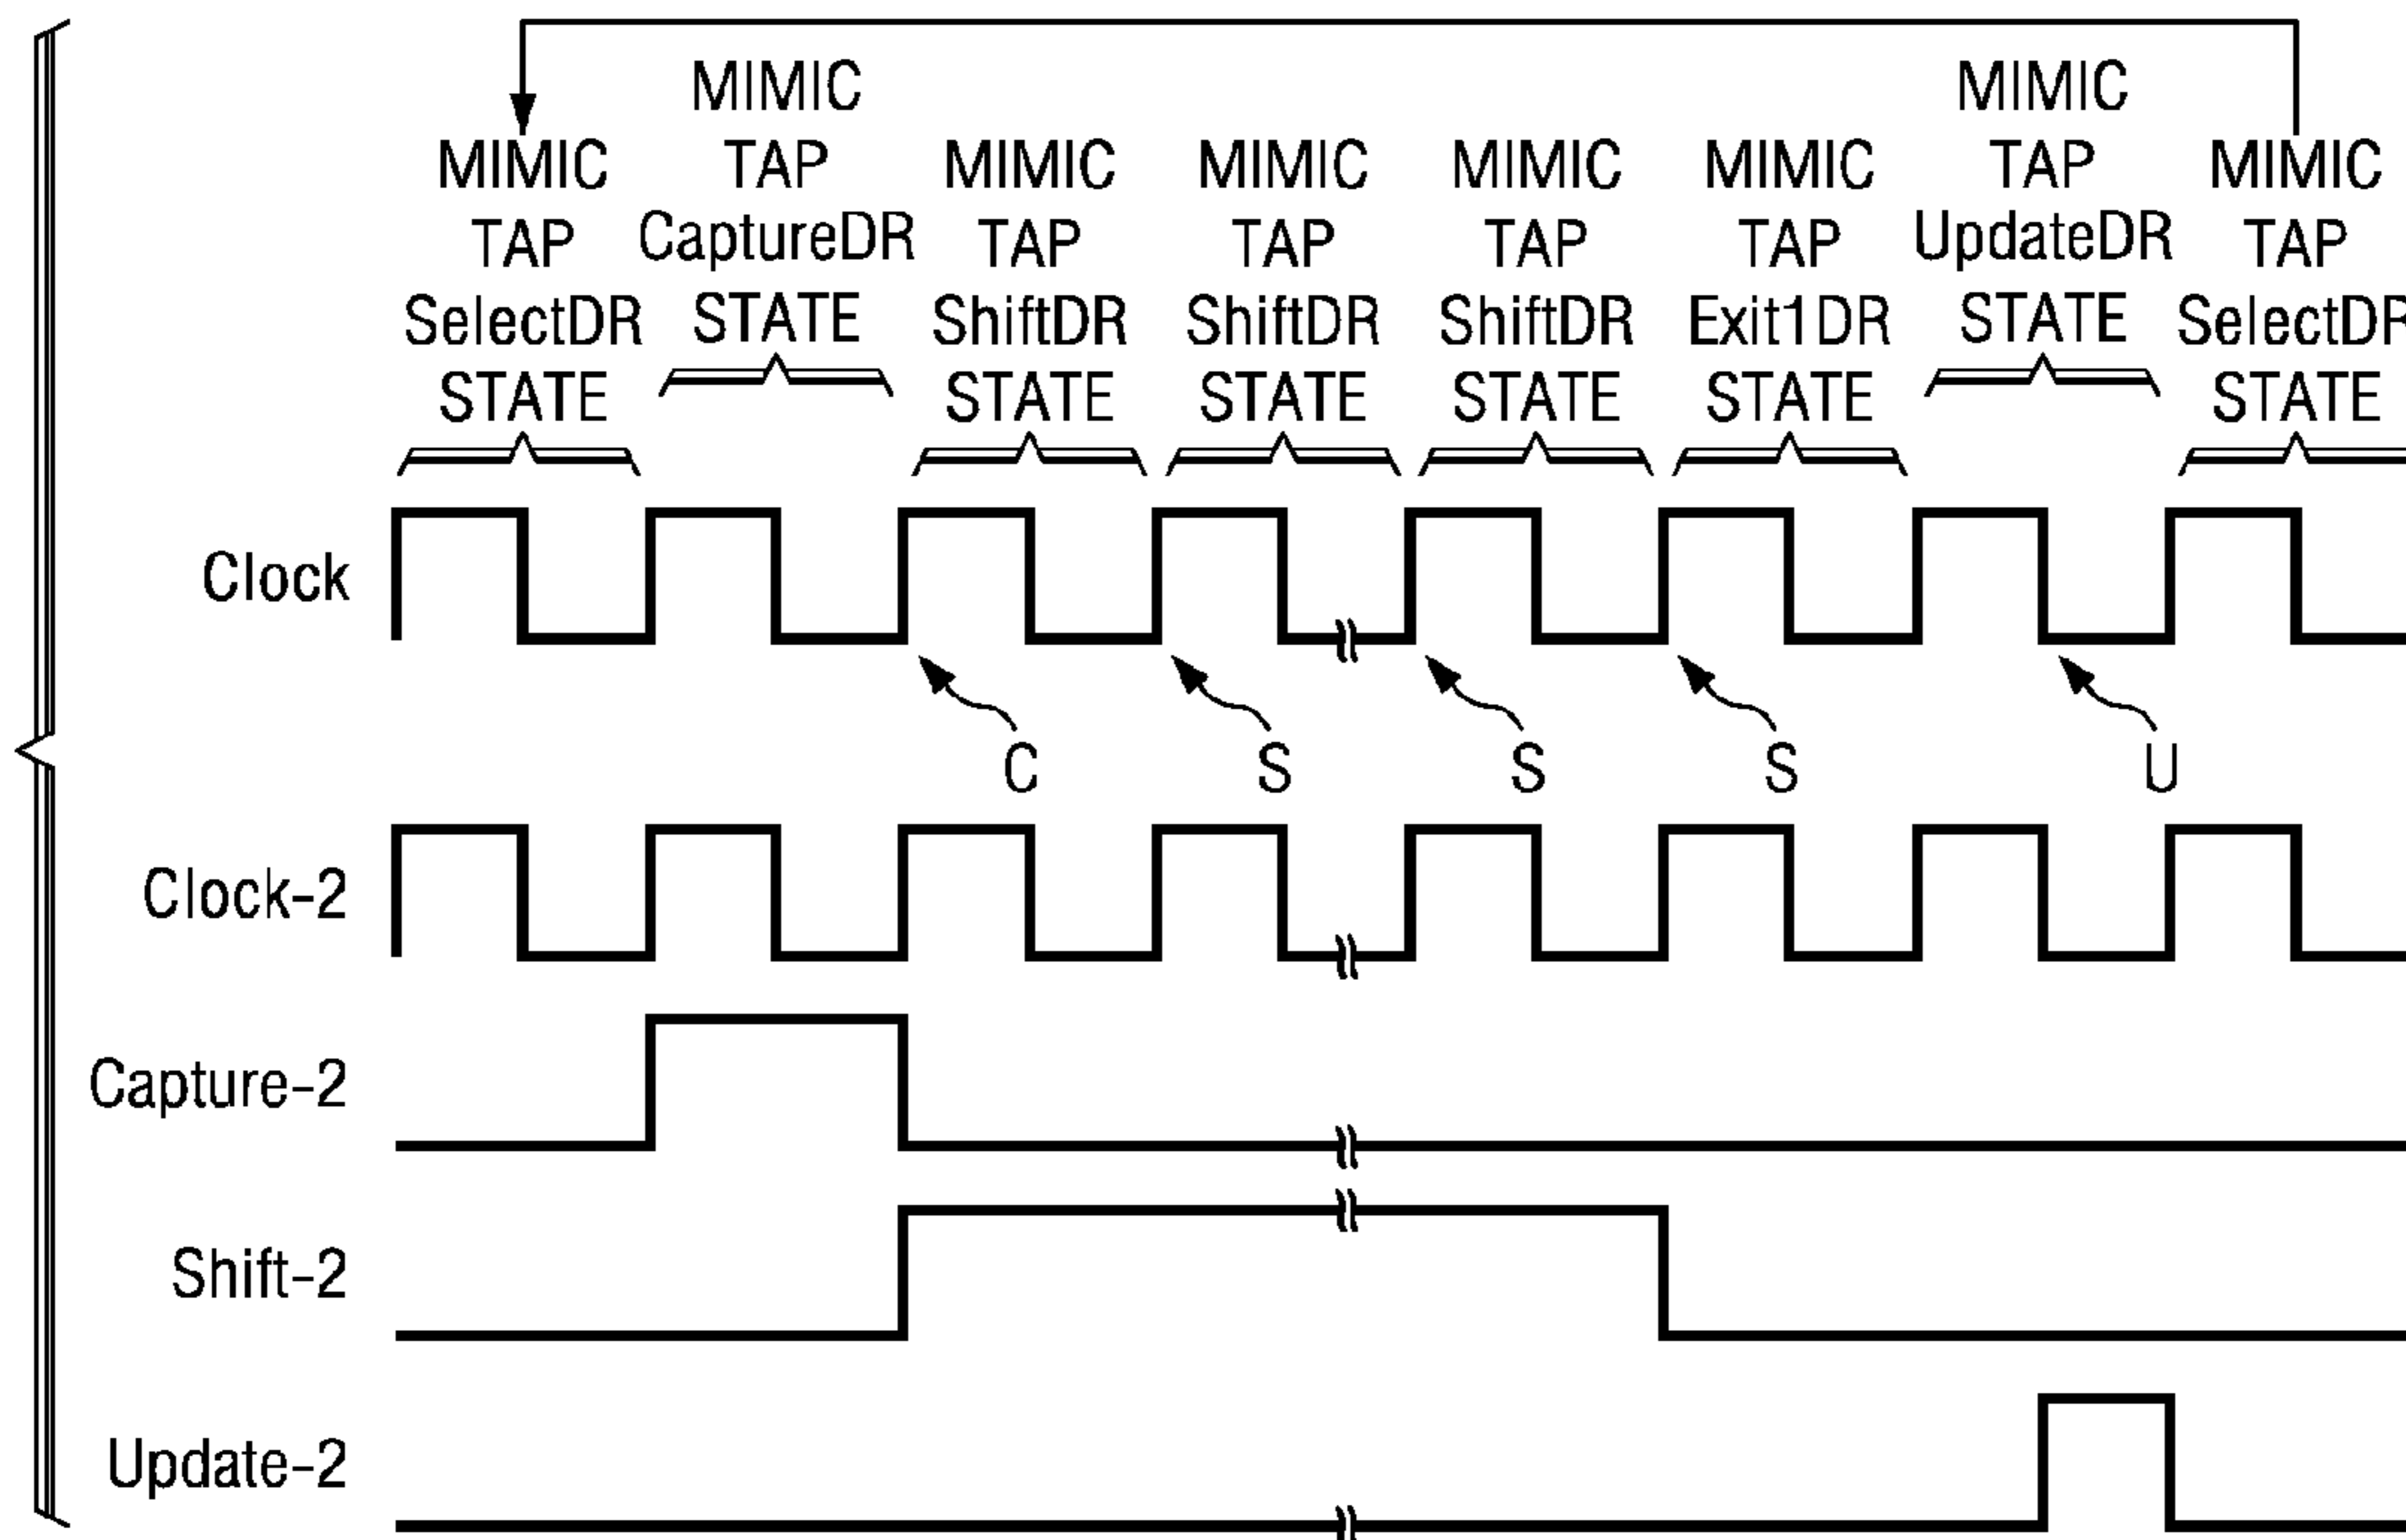 MIMIC
TAP
SelectDR
STATE
MIMIC
TAP
CaptureDR
STATE
MIMIC
TAP
ShiftDR
STATE
MIMIC
TAP
ShiftDR
STATE
MIMIC
TAP
ShiftDR
STATE
MIMIC
TAP
Exit1DR
STATE
MIMIC
TAP
UpdateDR
STATE
MIMIC
TAP
SelectDR
STATE
Clock
C
S
S
S
U
Clock-2
Capture-2
Shift-2
Update-2